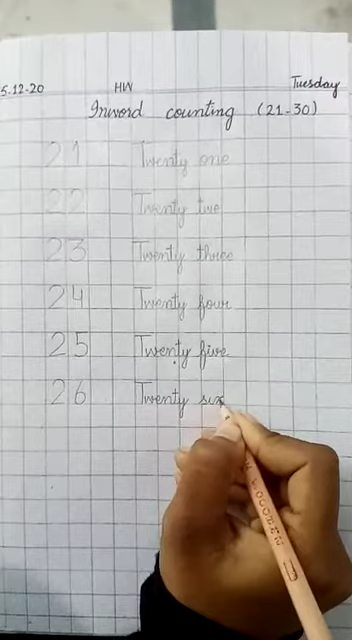 5.12-20 HW Tuesday
Inword counting (21-30)
21 Twenty one
22 Twenty two
23 Twenty three
24 Twenty four
25 Twenty five
26 Twenty six